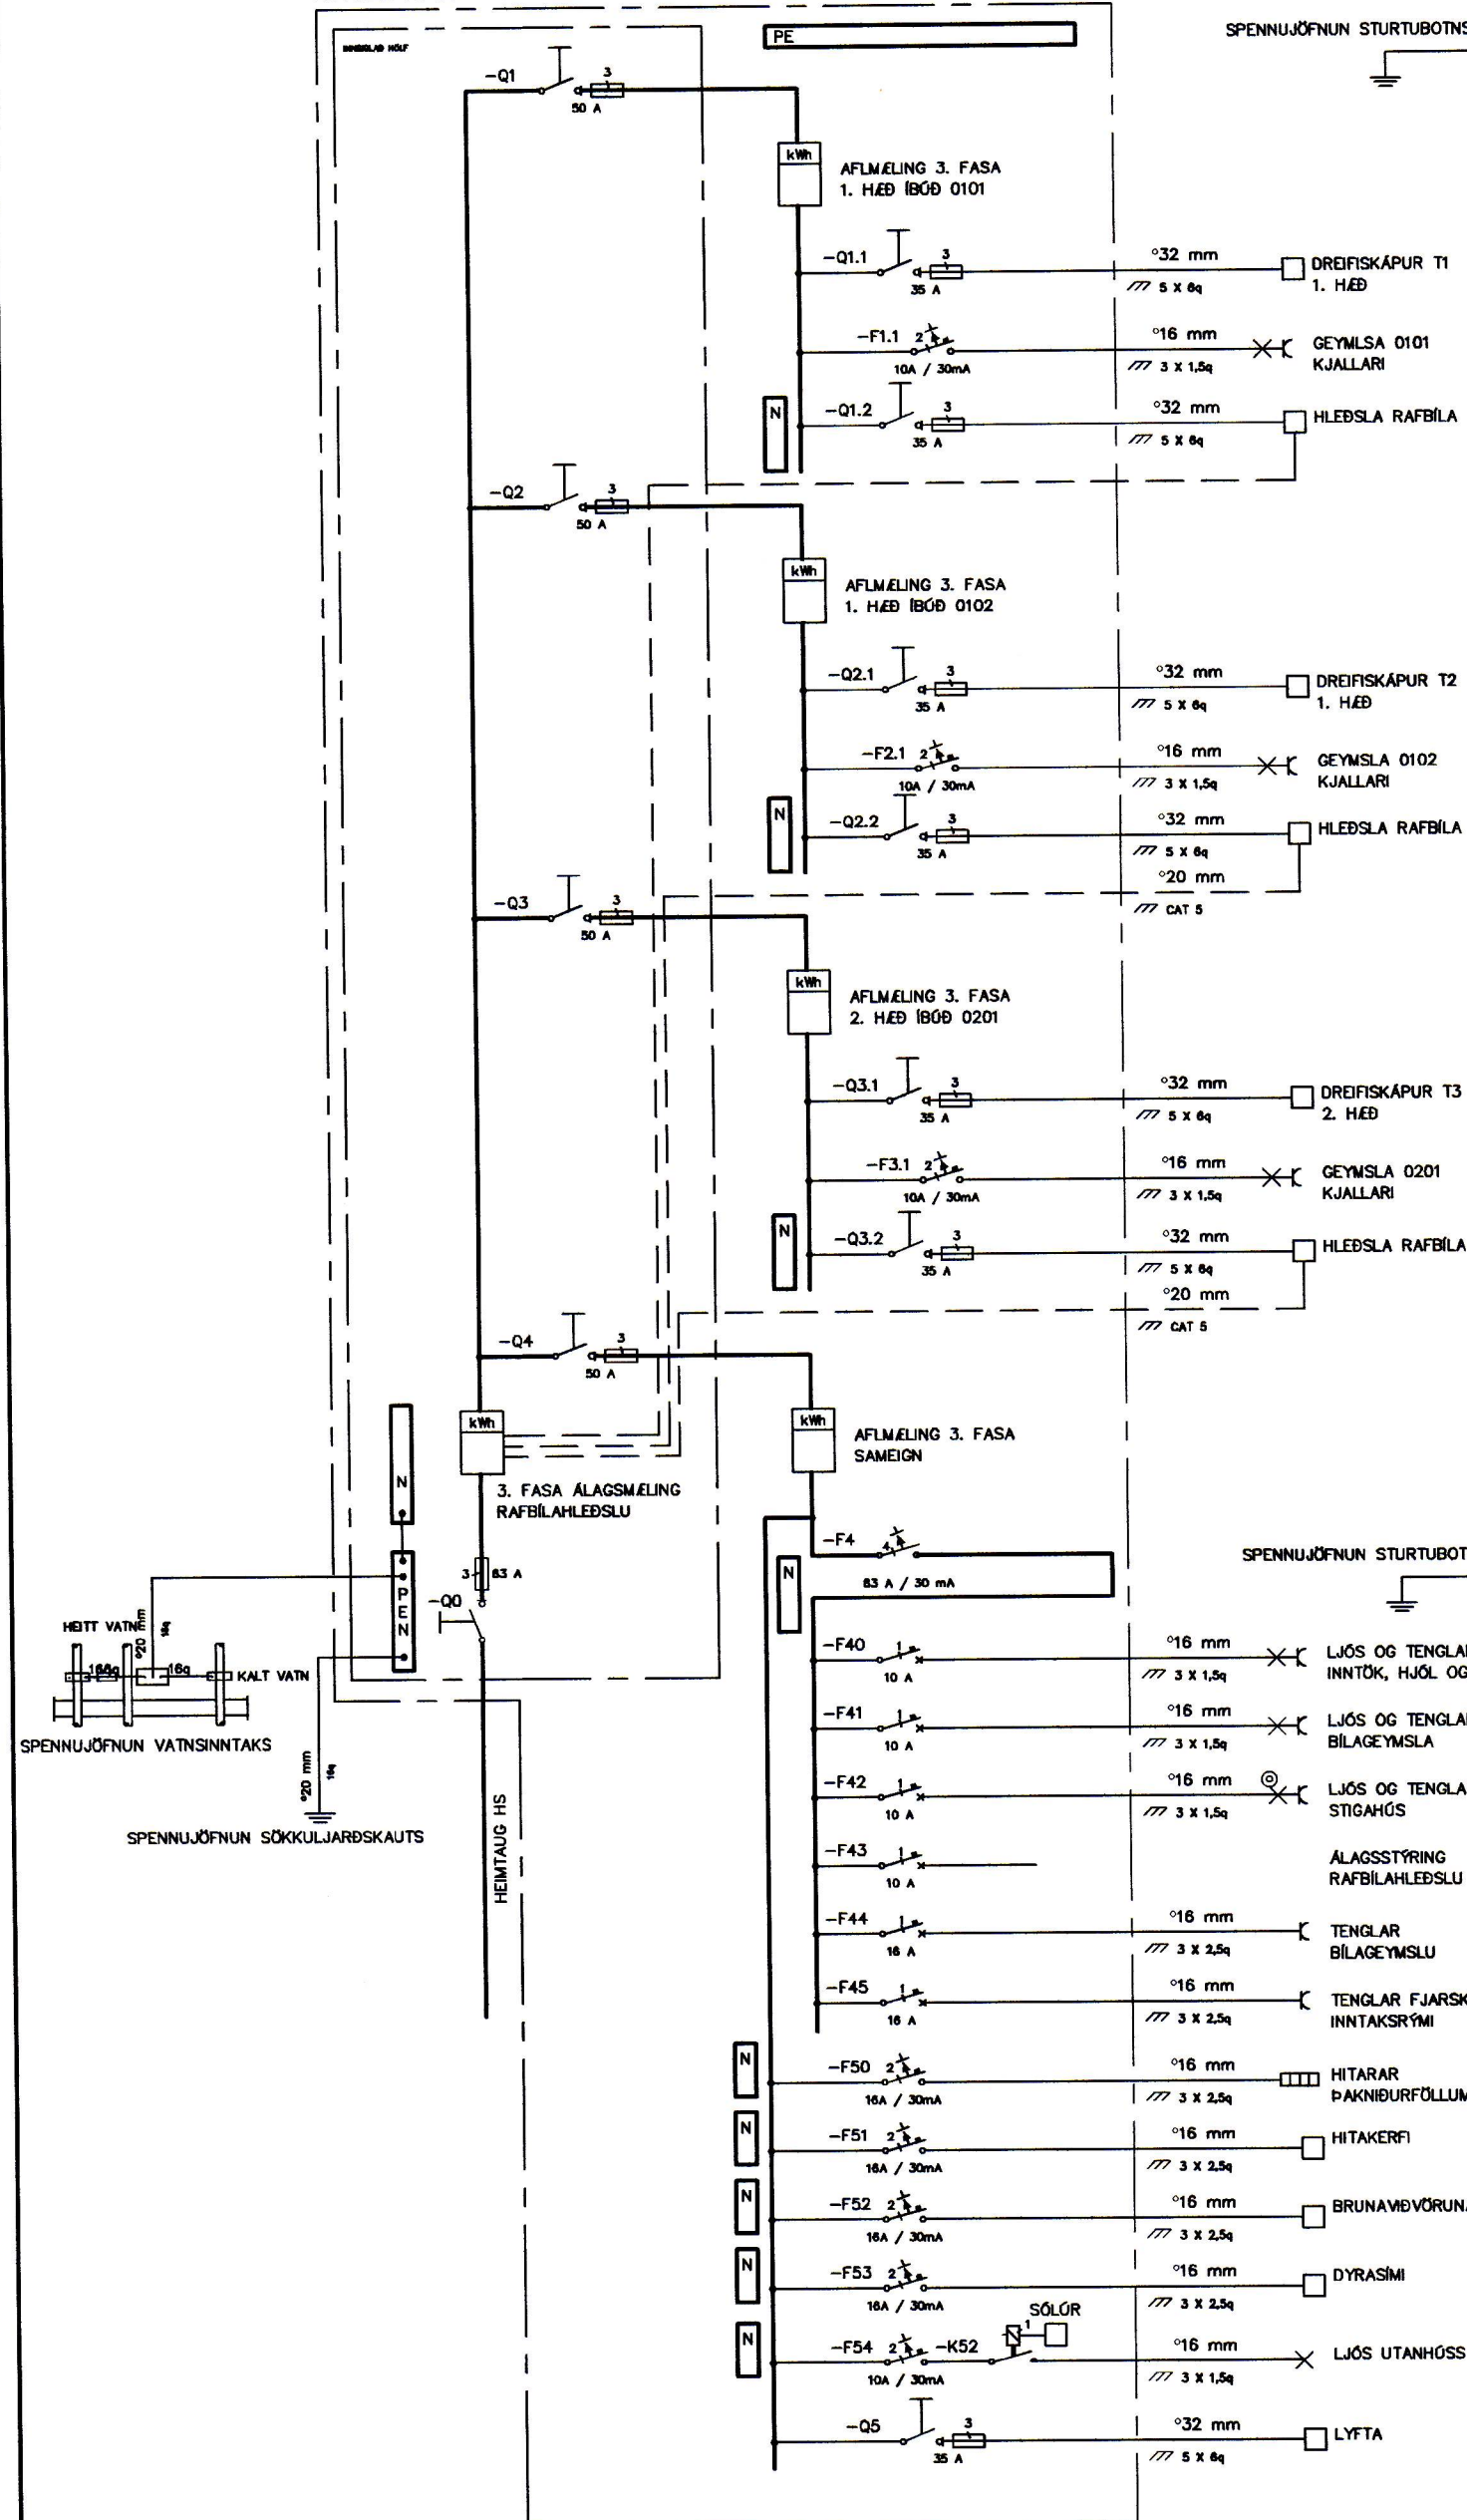 PE
SPENNUJÖFNUN STURTUBOTNS
INNSIGLAÐ HÓLF
-Q1
3
50 A
kWh
AFLMÆLING 3. FASA
1. HÆÐ ÍBÚÐ 0101
-Q1.1
3
35 A
°32 mm
5 X 6q
DREIFISKÁPUR T1
1. HÆÐ
-F1.1
2
10A / 30mA
°16 mm
3 X 1,5q
GEYMLSA 0101
KJALLARI
N
-Q1.2
3
35 A
°32 mm
5 X 6q
HLEÐSLA RAFBÍLA
-Q2
3
50 A
kWh
AFLMÆLING 3. FASA
1. HÆÐ ÍBÚÐ 0102
-Q2.1
3
35 A
°32 mm
5 X 6q
DREIFISKÁPUR T2
1. HÆÐ
-F2.1
2
10A / 30mA
°16 mm
3 X 1,5q
GEYMSLA 0102
KJALLARI
N
-Q2.2
3
35 A
°32 mm
5 X 6q
HLEÐSLA RAFBÍLA
°20 mm
CAT 5
-Q3
3
50 A
kWh
AFLMÆLING 3. FASA
2. HÆÐ ÍBÚÐ 0201
-Q3.1
3
35 A
°32 mm
5 X 6q
DREIFISKÁPUR T3
2. HÆÐ
-F3.1
2
10A / 30mA
°16 mm
3 X 1,5q
GEYMSLA 0201
KJALLARI
N
-Q3.2
3
35 A
°32 mm
5 X 6q
HLEÐSLA RAFBÍLA
°20 mm
CAT 5
-Q4
3
50 A
kWh
AFLMÆLING 3. FASA
SAMEIGN
kWh
3. FASA ÁLAGSMÆLING
RAFBÍLAHLEÐSLU
N
PEN
3
63 A
-Q0
HEITT VATN
°20 mm
16q
16q
16q
KALT VATN
SPENNUJÖFNUN VATNSINNTAKS
°20 mm
16q
SPENNUJÖFNUN SÖKKULJARÐSKAUTS
HEIMTAUG HS
-F4
4
63 A / 30 mA
N
SPENNUJÖFNUN STURTUBOT
-F40
1
10 A
°16 mm
3 X 1,5q
LJÓS OG TENGLA
INNTÖK, HJÓL OG
-F41
1
10 A
°16 mm
3 X 1,5q
LJÓS OG TENGLA
BÍLAGEYMSLA
-F42
1
10 A
°16 mm
3 X 1,5q
LJÓS OG TENGLA
STIGAHÚS
-F43
1
10 A
ÁLAGSSTÝRING
RAFBÍLAHLEÐSLU
-F44
1
16 A
°16 mm
3 X 2,5q
TENGLAR
BÍLAGEYMSLU
-F45
1
16 A
°16 mm
3 X 2,5q
TENGLAR FJARSK
INNTAKSRÝMI
N
-F50
2
16A / 30mA
°16 mm
3 X 2,5q
HITARAR
ÞAKNIÐURFÖLLUM
N
-F51
2
16A / 30mA
°16 mm
3 X 2,5q
HITAKERFI
N
-F52
2
16A / 30mA
°16 mm
3 X 2,5q
BRUNAVIÐVÖRUN
N
-F53
2
16A / 30mA
°16 mm
3 X 2,5q
DYRASÍMI
SÓLÚR
1
N
-F54
2
10A / 30mA
-K52
°16 mm
3 X 1,5q
LJÓS UTANHÚSS
-Q5
3
35 A
°32 mm
5 X 6q
LYFTA